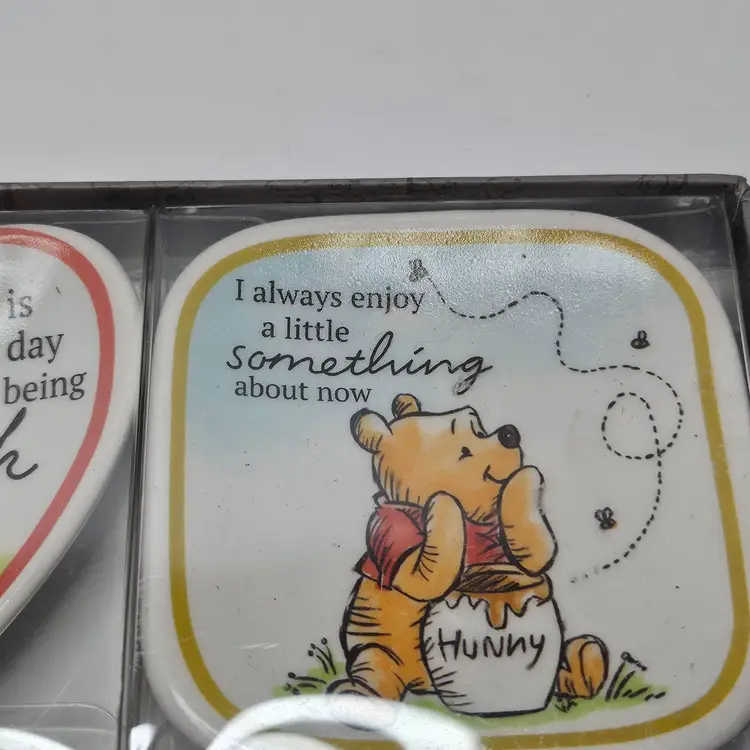 is
day
being
I always enjoy
a little
something
about now
HUNNY